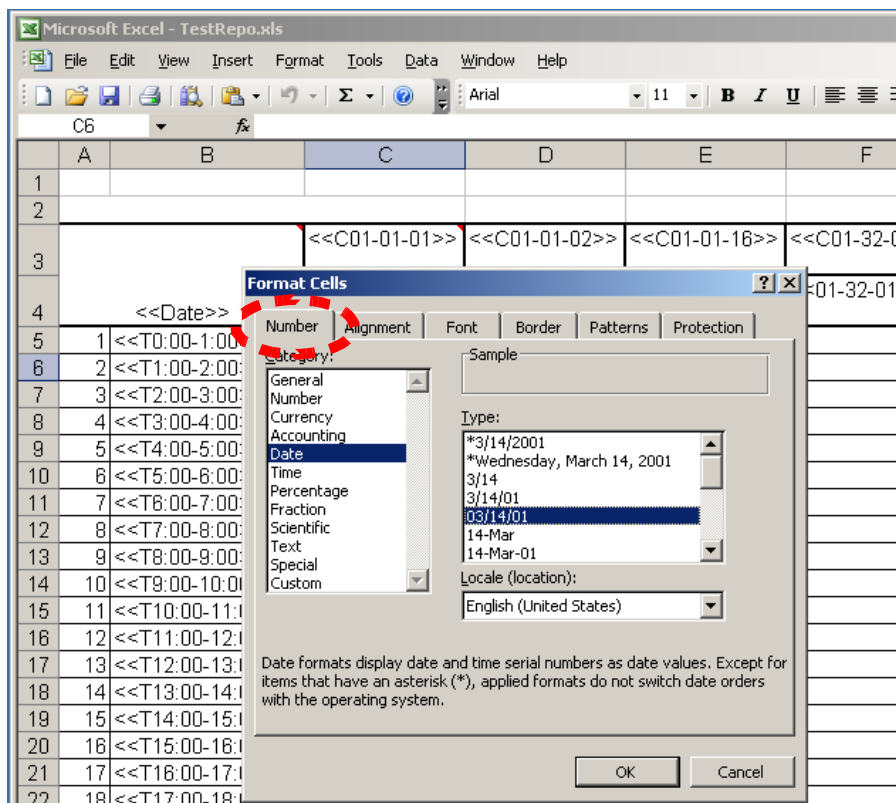 Microsoft Excel - TestRepo.xls
File Edit View Insert Format Tools Data Window Help
Arial 11 B I U
C6 fx
A B C D E F
1
2
3 <<C01-01-01>> <<C01-01-02>> <<C01-01-16>> <<C01-32-0
4 <<Date>> 01-32-01
Format Cells
Number Alignment Font Border Patterns Protection
Category:
General
Number
Currency
Accounting
Date
Time
Percentage
Fraction
Scientific
Text
Special
Custom
Sample
Type:
*3/14/2001
*Wednesday, March 14, 2001
3/14
3/14/01
03/14/01
14-Mar
14-Mar-01
Locale (location):
English (United States)
Date formats display date and time serial numbers as date values. Except for
items that have an asterisk (*), applied formats do not switch date orders
with the operating system.
OK Cancel
5 1 <<T0:00-1:00
6 2 <<T1:00-2:00
7 3 <<T2:00-3:00
8 4 <<T3:00-4:00
9 5 <<T4:00-5:00
10 6 <<T5:00-6:00
11 7 <<T6:00-7:00
12 8 <<T7:00-8:00
13 9 <<T8:00-9:00
14 10 <<T9:00-10:0
15 11 <<T10:00-11:
16 12 <<T11:00-12:
17 13 <<T12:00-13:
18 14 <<T13:00-14:
19 15 <<T14:00-15:
20 16 <<T15:00-16:
21 17 <<T16:00-17:
22 18 <<T17:00-18: